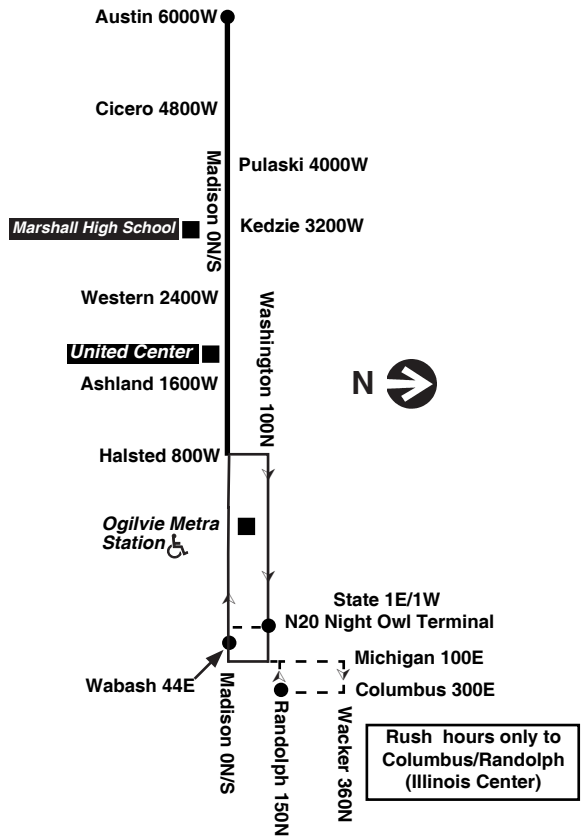 Austin 6000W
Cicero 4800W
Madison 0N/S
Pulaski 4000W
Marshall High School
Kedzie 3200W
Western 2400W
Washington 100N
United Center
Ashland 1600W
N
Halsted 800W
Ogilvie Metra
Station
State 1E/1W
N20 Night Owl Terminal
Michigan 100E
Wabash 44E
Columbus 300E
Madison 0N/S
Randolph 150N
Wacker 360N
Rush hours only to
Columbus/Randolph
(Illinois Center)